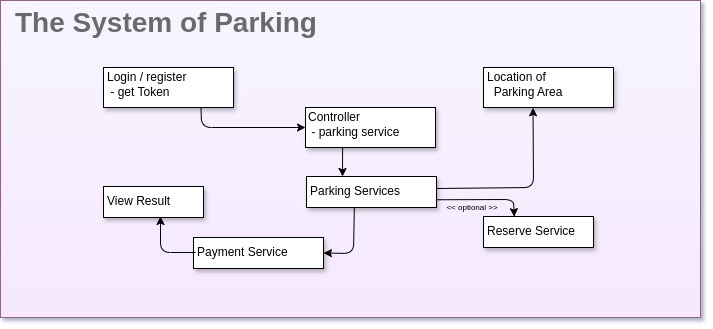 The System of Parking
Login / register
- get Token
Location of
Parking Area
Controller
- parking service
Parking Services
View Result
<< optional >>
Reserve Service
Payment Service